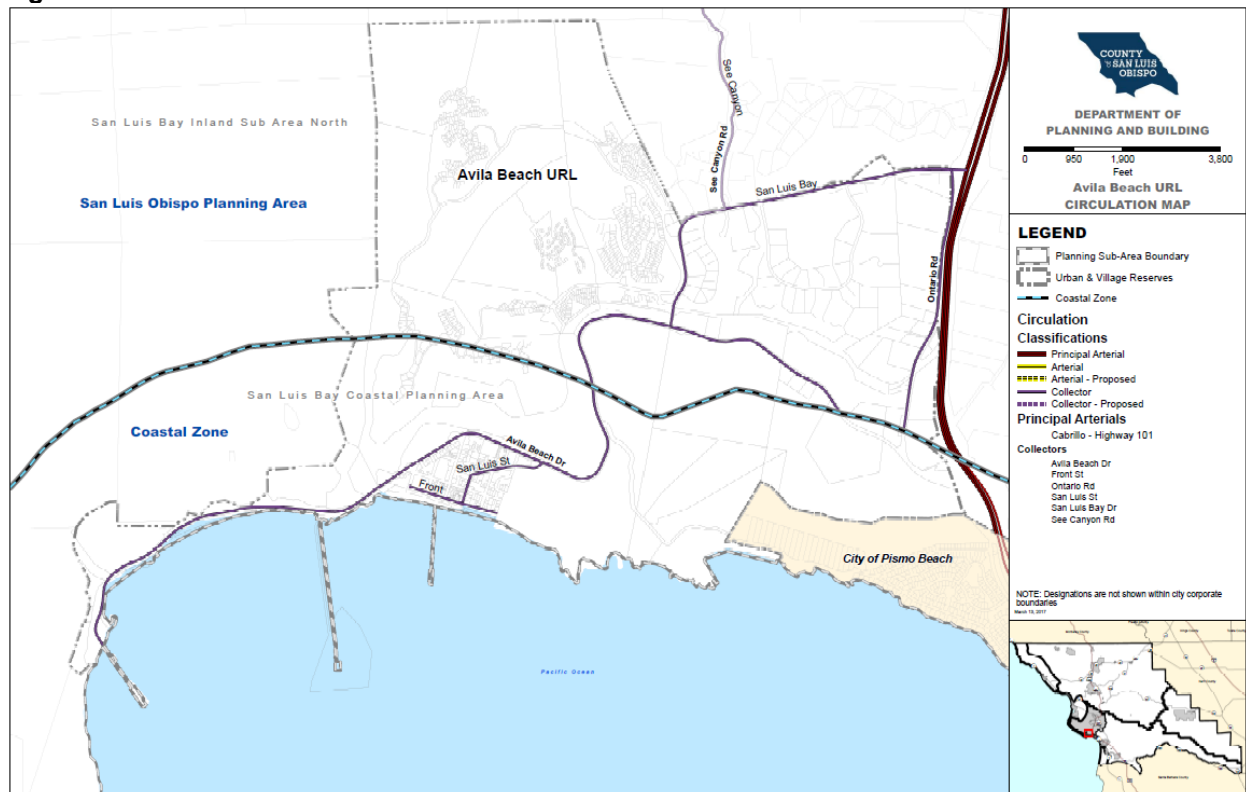 San Luis Bay Inland Sub Area North
San Luis Obispo Planning Area
Avila Beach URL
See Canyon
See Canyon Rd
San Luis Bay
Ontario Rd
San Luis Bay Coastal Planning Area
Coastal Zone
Avila Beach Dr
San Luis St
Front
City of Pismo Beach
Pacific Ocean
COUNTY
OF SAN LUIS
OBISPO
DEPARTMENT OF
PLANNING AND BUILDING
0 950 1,900 3,800
Feet
Avila Beach URL
CIRCULATION MAP
LEGEND
Planning Sub-Area Boundary
Urban & Village Reserves
Coastal Zone
Circulation
Classifications
Principal Arterial
Arterial
Arterial - Proposed
Collector
Collector - Proposed
Principal Arterials
Cabrillo - Highway 101
Collectors
Avila Beach Dr
Front St
Ontario Rd
San Luis St
San Luis Bay Dr
See Canyon Rd
NOTE: Designations are not shown within city corporate
boundaries